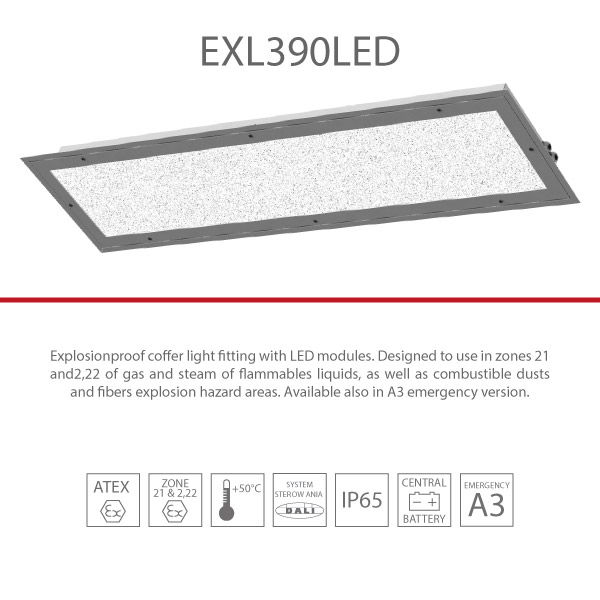 EXL390LED
Explosionproof coffer light fitting with LED modules. Designed to use in zones 21
and2,22 of gas and steam of flammables liquids, as well as combustible dusts
and fibers explosion hazard areas. Available also in A3 emergency version.
ATEX
Ex
ZONE
21 & 2,22
Ex
+50°C
SYSTEM
STEROW ANIA
DALI
IP65
CENTRAL
- +
BATTERY
EMERGENCY
A3